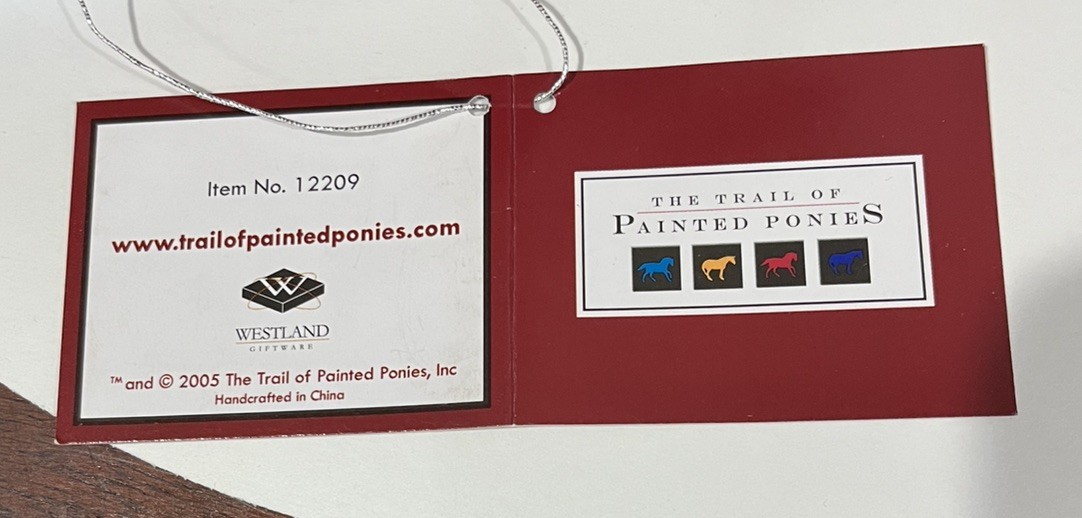 Item No. 12209
www.trailofpaintedponies.com
W
WESTLAND
GIFTWARE
™ and © 2005 The Trail of Painted Ponies, Inc
Handcrafted in China
THE TRAIL OF
PAINTED PONIES